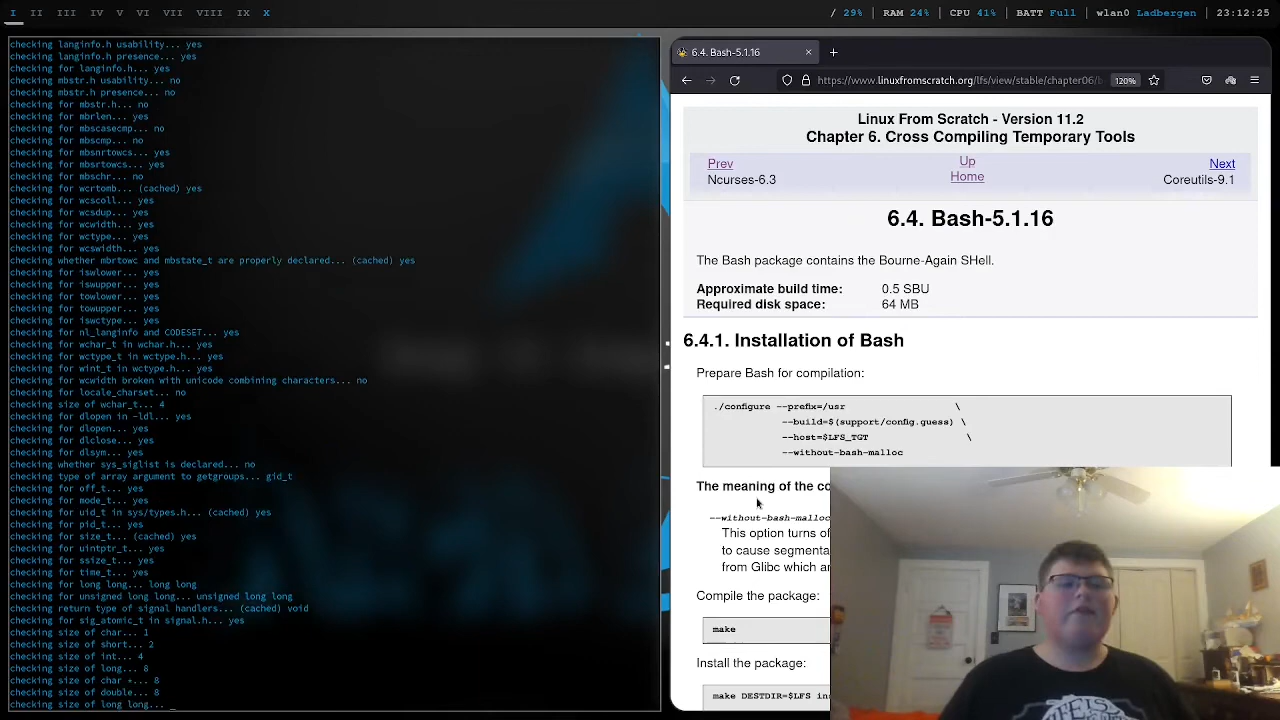 I II III IV V VI VII VIII IX X
/ 29% | RAM 24% | CPU 41% | BATT Full | wlan0 Ladbergen | 23:12:25
checking langinfo.h usability... yes
checking langinfo.h presence... yes
checking for langinfo.h... yes
checking mbstr.h usability... no
checking mbstr.h presence... no
checking for mbstr.h... no
checking for mbrlen... yes
checking for mbscasecmp... no
checking for mbscmp... no
checking for mbsnrtowcs... yes
checking for mbsrtowcs... yes
checking for mbschr... no
checking for wcrtomb... (cached) yes
checking for wcscoll... yes
checking for wcsdup... yes
checking for wcwidth... yes
checking for wctype... yes
checking for wcswidth... yes
checking whether mbrtowc and mbstate_t are properly declared... (cached) yes
checking for iswlower... yes
checking for iswupper... yes
checking for towlower... yes
checking for towupper... yes
checking for iswctype... yes
checking for nl_langinfo and CODESET... yes
checking for wchar_t in wchar.h... yes
checking for wctype_t in wctype.h... yes
checking for wint_t in wctype.h... yes
checking for wcwidth broken with unicode combining characters... no
checking for locale_charset... no
checking size of wchar_t... 4
checking for dlopen in -ldl... yes
checking for dlopen... yes
checking for dlclose... yes
checking for dlsym... yes
checking whether sys_siglist is declared... no
checking type of array argument to getgroups... gid_t
checking for off_t... yes
checking for mode_t... yes
checking for uid_t in sys/types.h... (cached) yes
checking for pid_t... yes
checking for size_t... (cached) yes
checking for uintptr_t... yes
checking for ssize_t... yes
checking for time_t... yes
checking for long long... long long
checking for unsigned long long... unsigned long long
checking return type of signal handlers... (cached) void
checking for sig_atomic_t in signal.h... yes
checking size of char... 1
checking size of short... 2
checking size of int... 4
checking size of long... 8
checking size of char *... 8
checking size of double... 8
checking size of long long... _
6.4. Bash-5.1.16
https://www.linuxfromscratch.org/lfs/view/stable/chapter06/b
120%
Linux From Scratch - Version 11.2
Chapter 6. Cross Compiling Temporary Tools
Prev Up Next
Ncurses-6.3 Home Coreutils-9.1
6.4. Bash-5.1.16
The Bash package contains the Bourne-Again SHell.
Approximate build time: 0.5 SBU
Required disk space: 64 MB
6.4.1. Installation of Bash
Prepare Bash for compilation:
./configure --prefix=/usr \
--build=$(support/config.guess) \
--host=$LFS_TGT \
--without-bash-malloc
The meaning of the co
--without-bash-malloc
This option turns of
to cause segmenta
from Glibc which ar
Compile the package:
make
Install the package:
make DESTDIR=$LFS ins